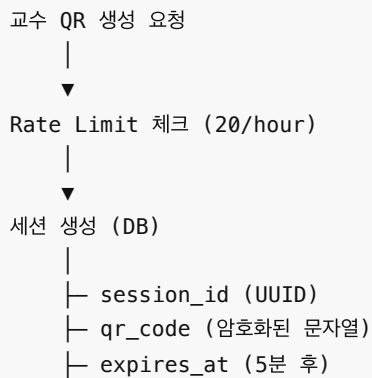 교수 QR 생성 요청
│
▼
Rate Limit 체크 (20/hour)
│
▼
세션 생성 (DB)
│
├─ session_id (UUID)
├─ qr_code (암호화된 문자열)
├─ expires_at (5분 후)